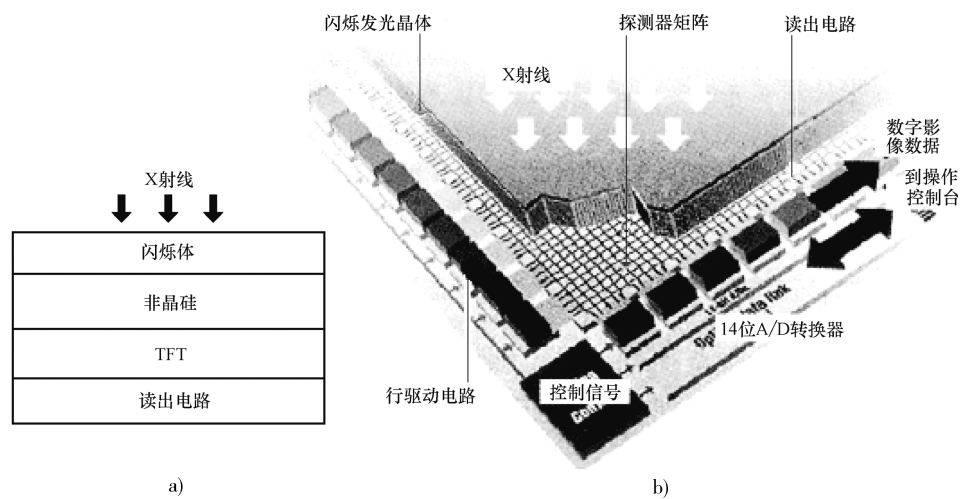 闪烁发光晶体
探测器矩阵
读出电路
X射线
数字影
像数据
到操作
控制台
X射线
闪烁体
非晶硅
TFT
读出电路
14位A/D转换器
行驱动电路
控制信号
a)
b)